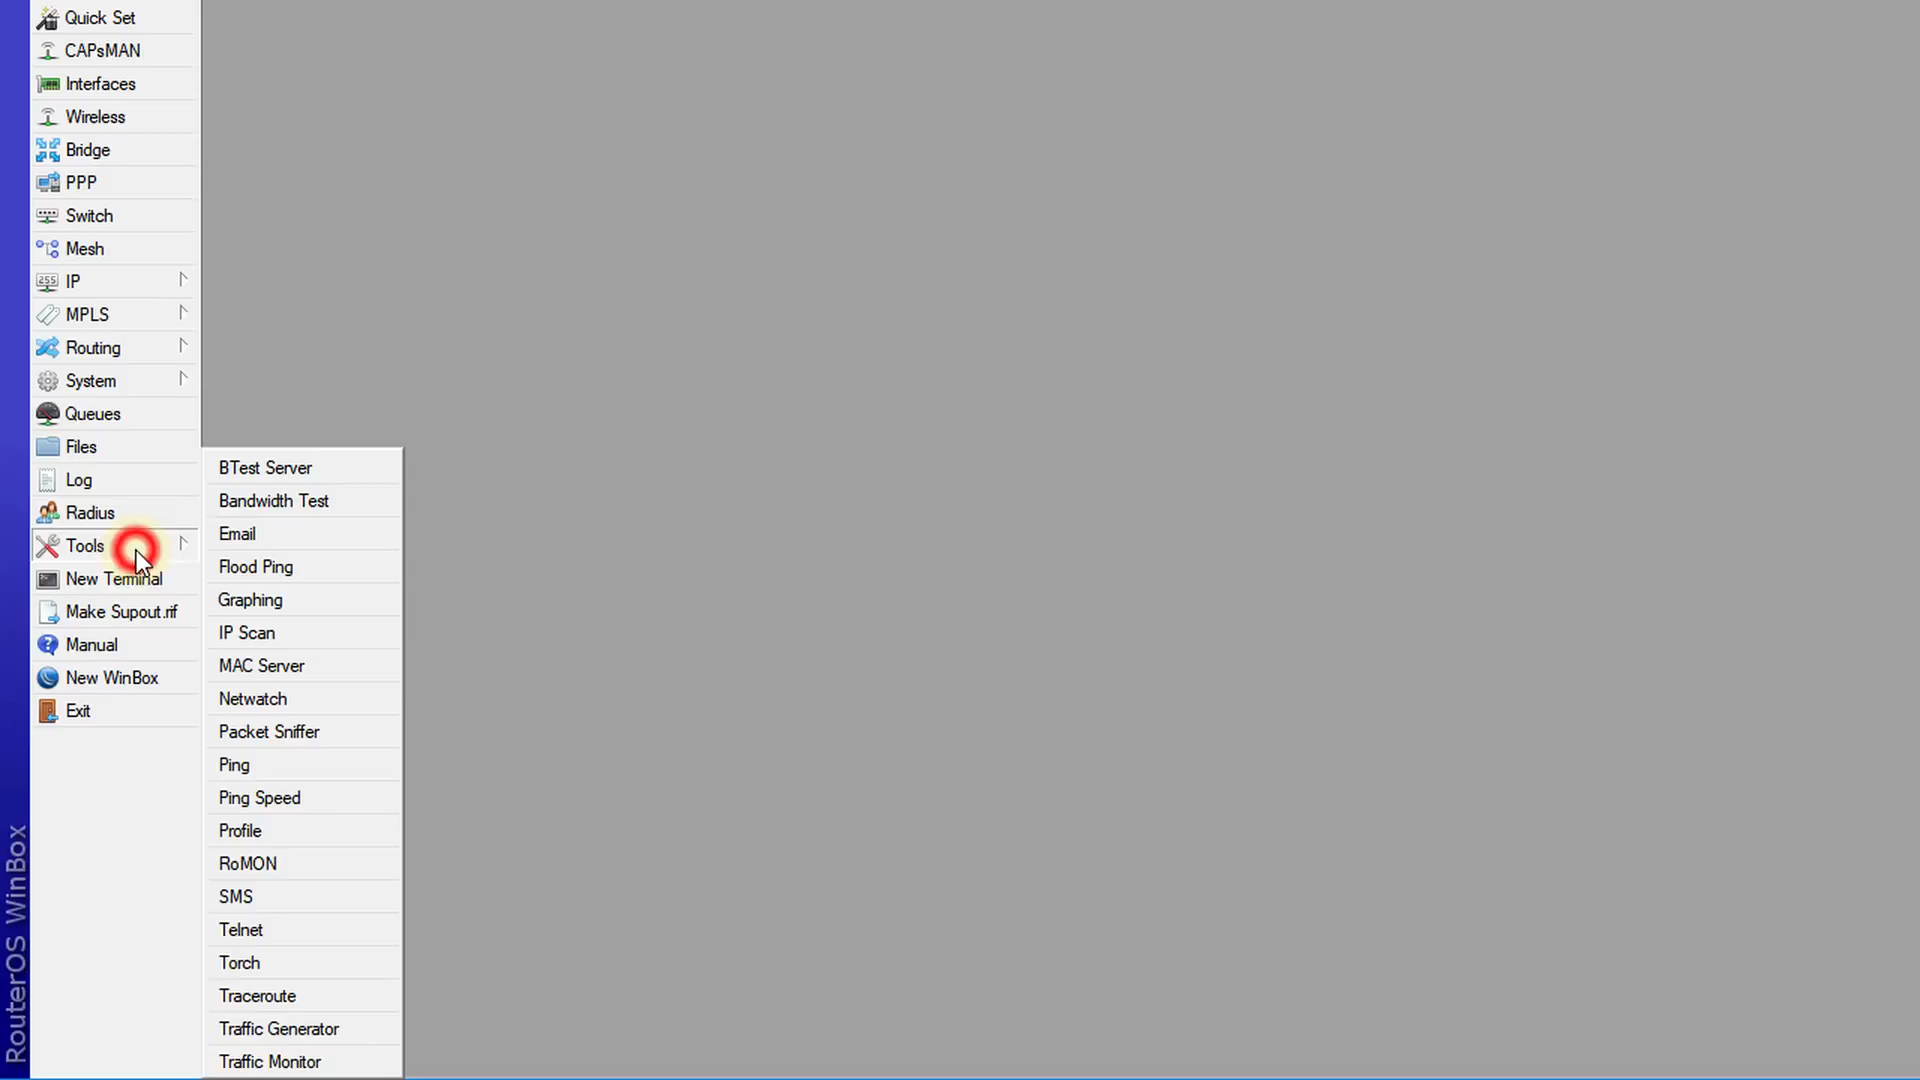 Quick Set
CAPsMAN
Interfaces
Wireless
Bridge
PPP
Switch
Mesh
255
IP
MPLS
Routing
System
Queues
Files
Log
Radius
Tools
New Terminal
Make Supout.rif
Manual
New WinBox
Exit
BTest Server
Bandwidth Test
Email
Flood Ping
Graphing
IP Scan
MAC Server
Netwatch
Packet Sniffer
Ping
Ping Speed
Profile
RoMON
SMS
Telnet
Torch
Traceroute
Traffic Generator
Traffic Monitor
RouterOS WinBox